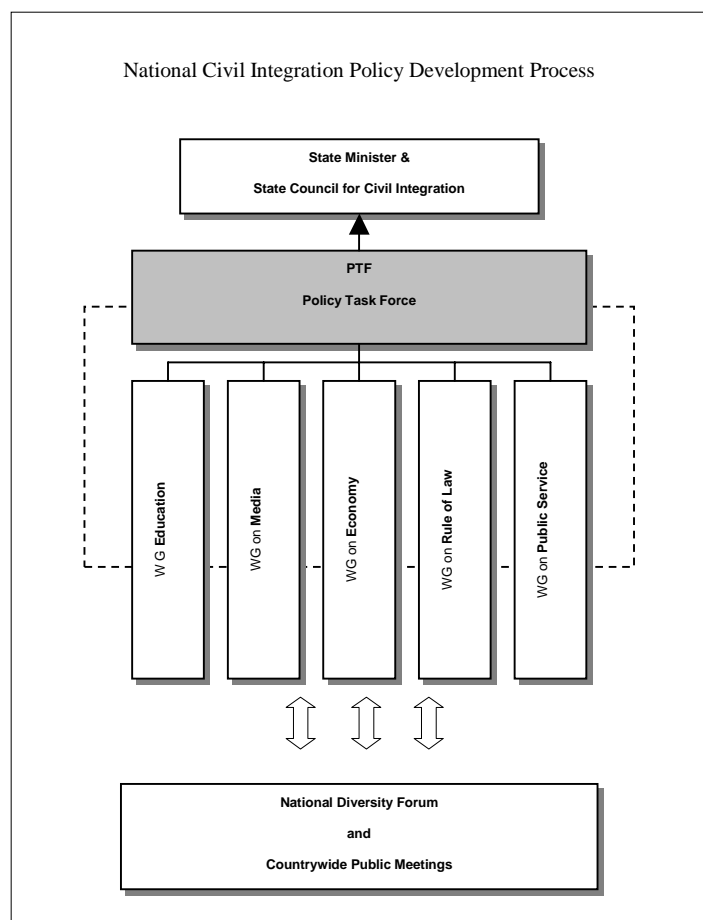 National Civil Integration Policy Development Process
State Minister &
State Council for Civil Integration
PTF
Policy Task Force
W G Education
WG on Media
WG on Economy
WG on Rule of Law
WG on Public Service
National Diversity Forum
and
Countrywide Public Meetings